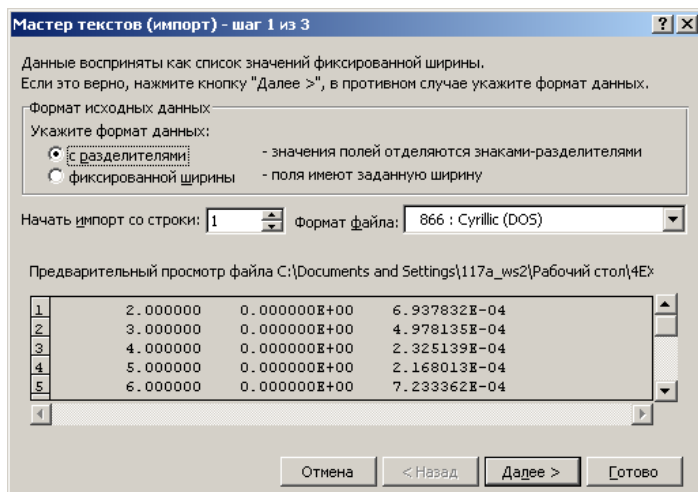 Мастер текстов (импорт) - шаг 1 из 3
Данные восприняты как список значений фиксированной ширины.
Если это верно, нажмите кнопку "Далее >", в противном случае укажите формат данных.
Формат исходных данных
Укажите формат данных:
с разделителями - значения полей отделяются знаками-разделителями
фиксированной ширины - поля имеют заданную ширину
Начать импорт со строки: 1 Формат файла: 866 : Cyrillic (DOS)
Предварительный просмотр файла C:\Documents and Settings\117a_ws2\Рабочий стол\4EX
1 2.000000 0.000000E+00 6.937832E-04
2 3.000000 0.000000E+00 4.978135E-04
3 4.000000 0.000000E+00 2.325139E-04
4 5.000000 0.000000E+00 2.168013E-04
5 6.000000 0.000000E+00 7.233362E-04
Отмена < Назад Далее > Готово